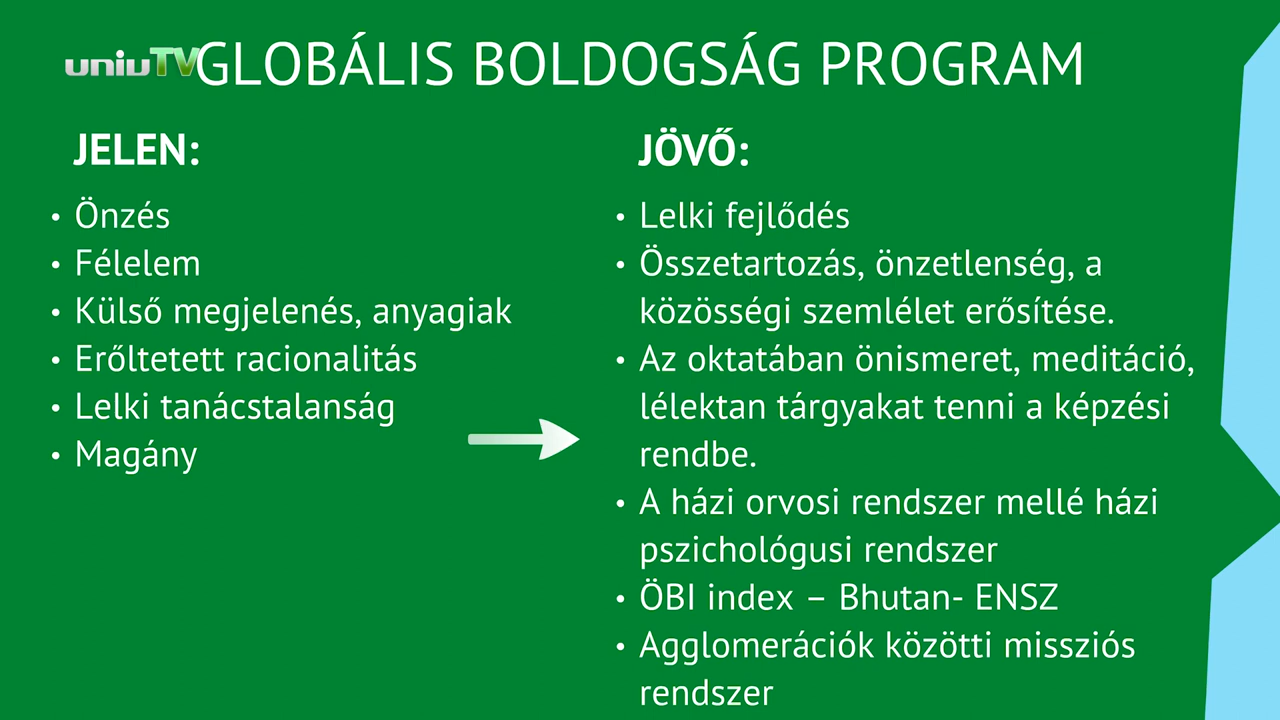 uniuTV
GLOBÁLIS BOLDOGSÁG PROGRAM
JELEN:
• Önzés
• Félelem
• Külső megjelenés, anyagiak
• Erőltetett racionalitás
• Lelki tanácstalanság
• Magány
JÖVŐ:
• Lelki fejlődés
• Összetartozás, önzetlenség, a
közösségi szemlélet erősítése.
• Az oktatában önismeret, meditáció,
lélektan tárgyakat tenni a képzési
rendbe.
• A házi orvosi rendszer mellé házi
pszichológusi rendszer
• ÖBI index – Bhutan- ENSZ
• Agglomerációk közötti missziós
rendszer